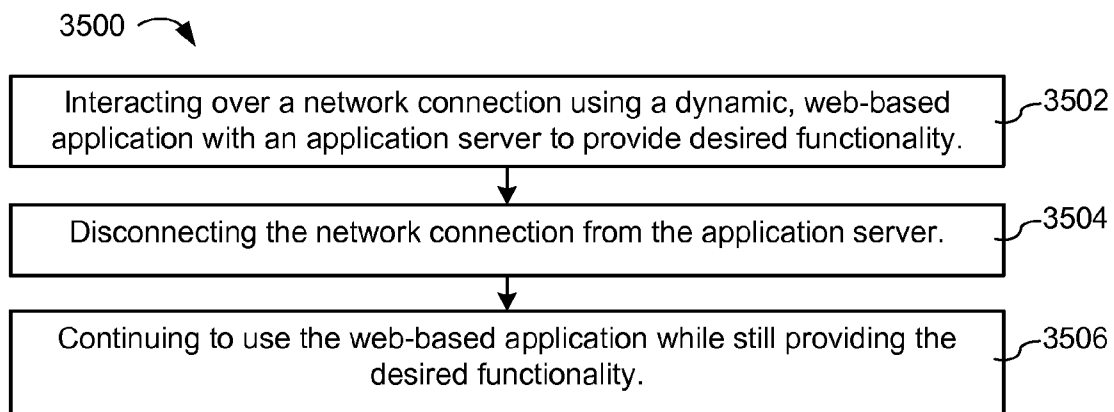 3500
Interacting over a network connection using a dynamic, web-based
application with an application server to provide desired functionality.
3502
Disconnecting the network connection from the application server.
3504
Continuing to use the web-based application while still providing the
desired functionality.
3506